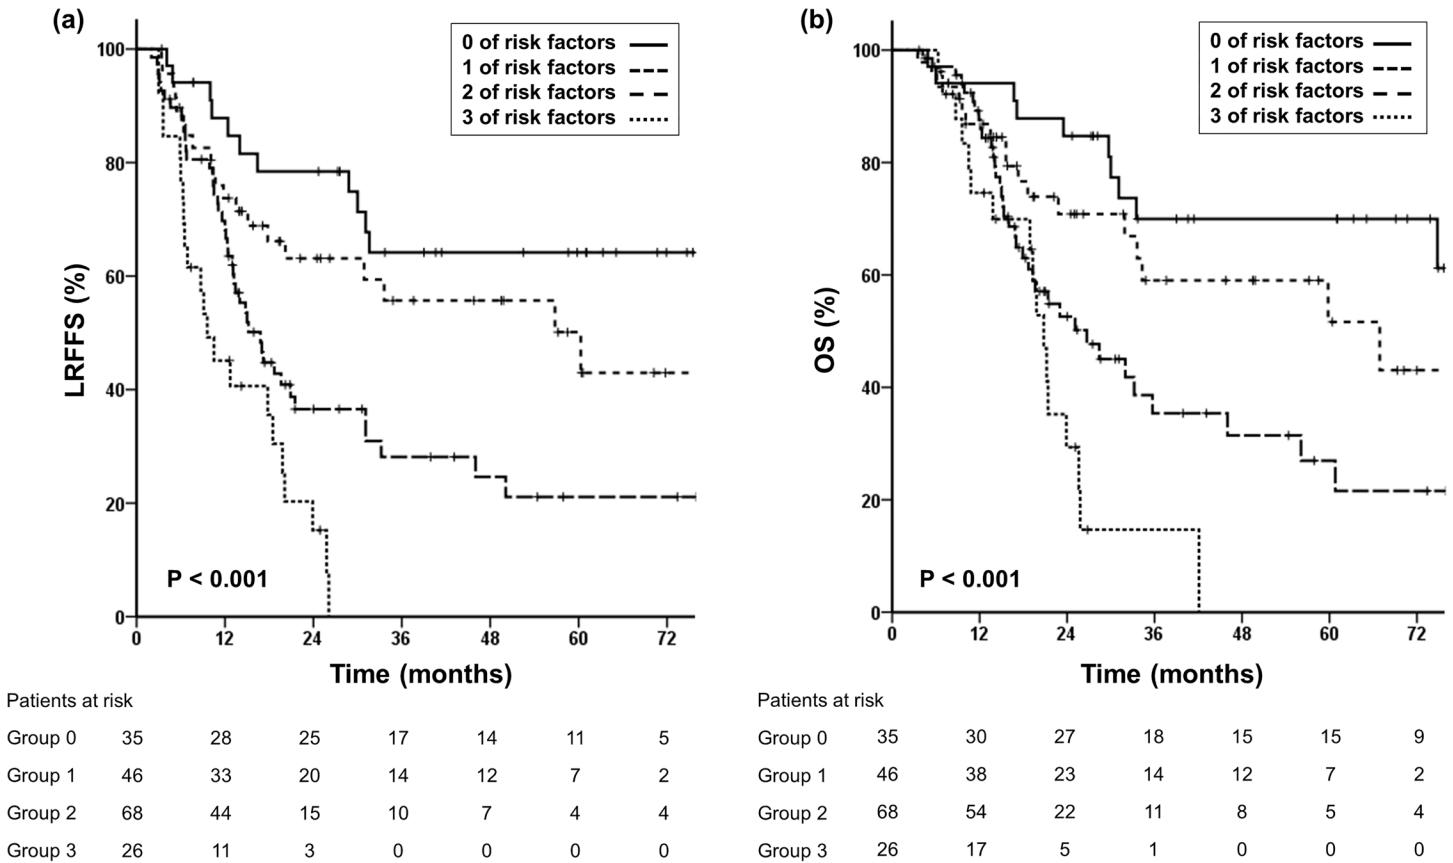 (a)
0 of risk factors
1 of risk factors
2 of risk factors
3 of risk factors
LRFFS (%)
100
80
60
40
20
0
P < 0.001
0 12 24 36 48 60 72
Time (months)
Patients at risk
Group 0 35 28 25 17 14 11 5
Group 1 46 33 20 14 12 7 2
Group 2 68 44 15 10 7 4 4
Group 3 26 11 3 0 0 0 0
(b)
0 of risk factors
1 of risk factors
2 of risk factors
3 of risk factors
OS (%)
100
80
60
40
20
0
P < 0.001
0 12 24 36 48 60 72
Time (months)
Patients at risk
Group 0 35 30 27 18 15 15 9
Group 1 46 38 23 14 12 7 2
Group 2 68 54 22 11 8 5 4
Group 3 26 17 5 1 0 0 0